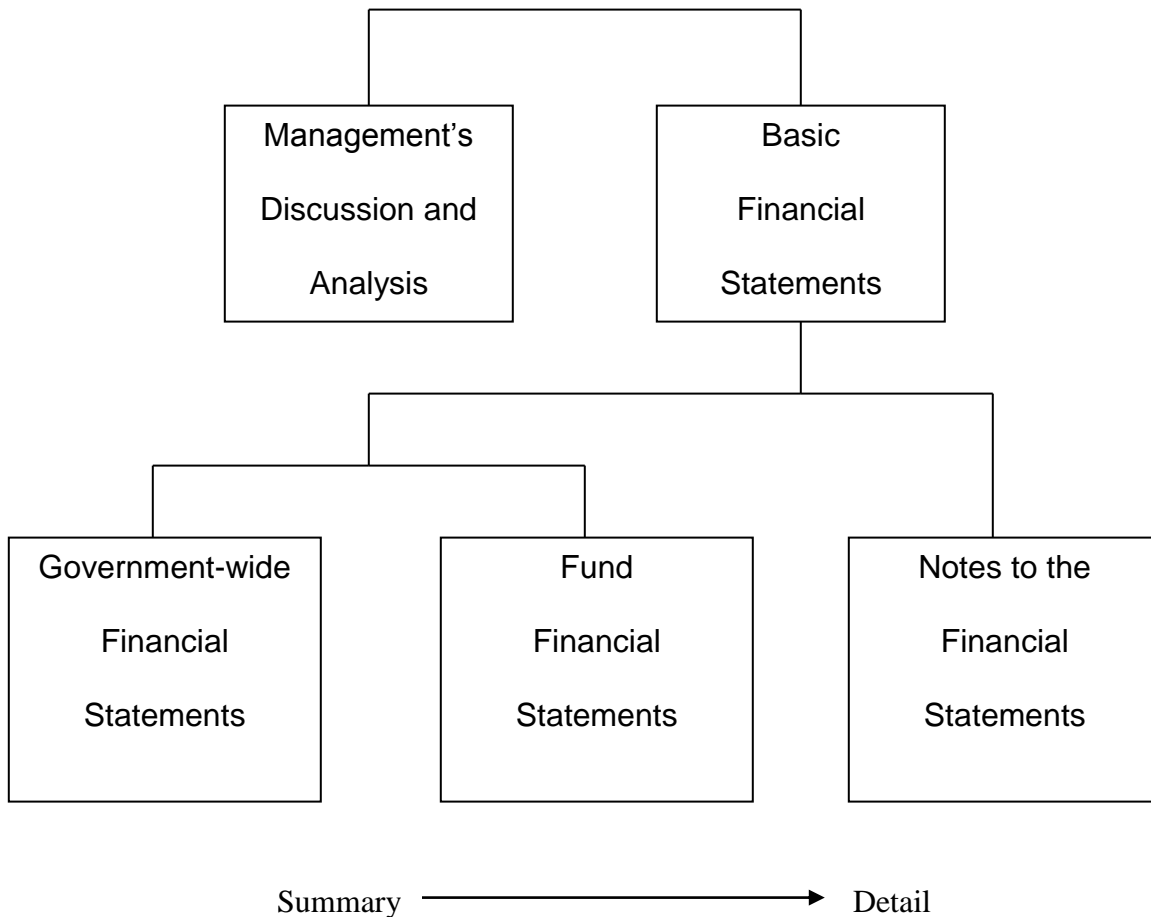 Management’s
Discussion and
Analysis
Basic
Financial
Statements
Government-wide
Financial
Statements
Fund
Financial
Statements
Notes to the
Financial
Statements
Summary
Detail